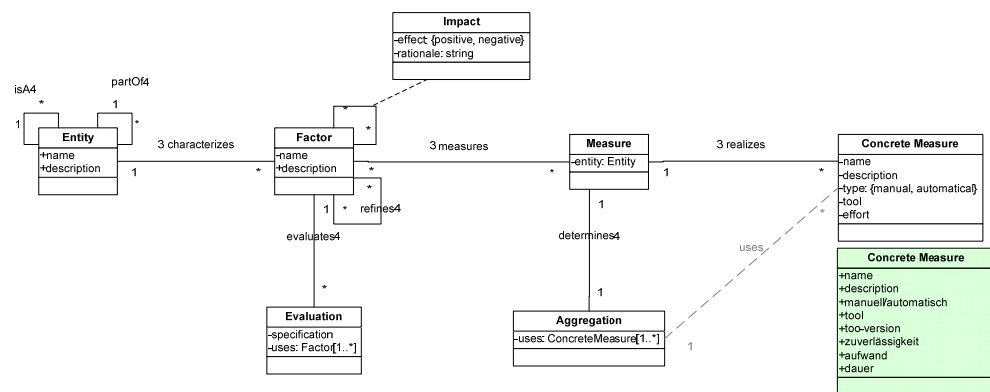 Impact
-effect: {positive, negative}
-rationale: string
isA4
*
1
partOf4
1
*
Entity
+name
+description
3 characterizes
1
*
Factor
-name
+description
*
*
3 measures
*
*
*
1
*
refines4
Measure
-entity: Entity
3 realizes
1
*
Concrete Measure
-name
-description
-type: {manual, automatical}
-tool
-effort
evaluates4
*
1
determines4
1
uses
*
1
Evaluation
-specification
-uses: Factor[1..*]
Aggregation
-uses: ConcreteMeasure[1..*]
Concrete Measure
+name
+description
+manuell/automatisch
+tool
+too-version
+zuverlässigkeit
+aufwand
+dauer